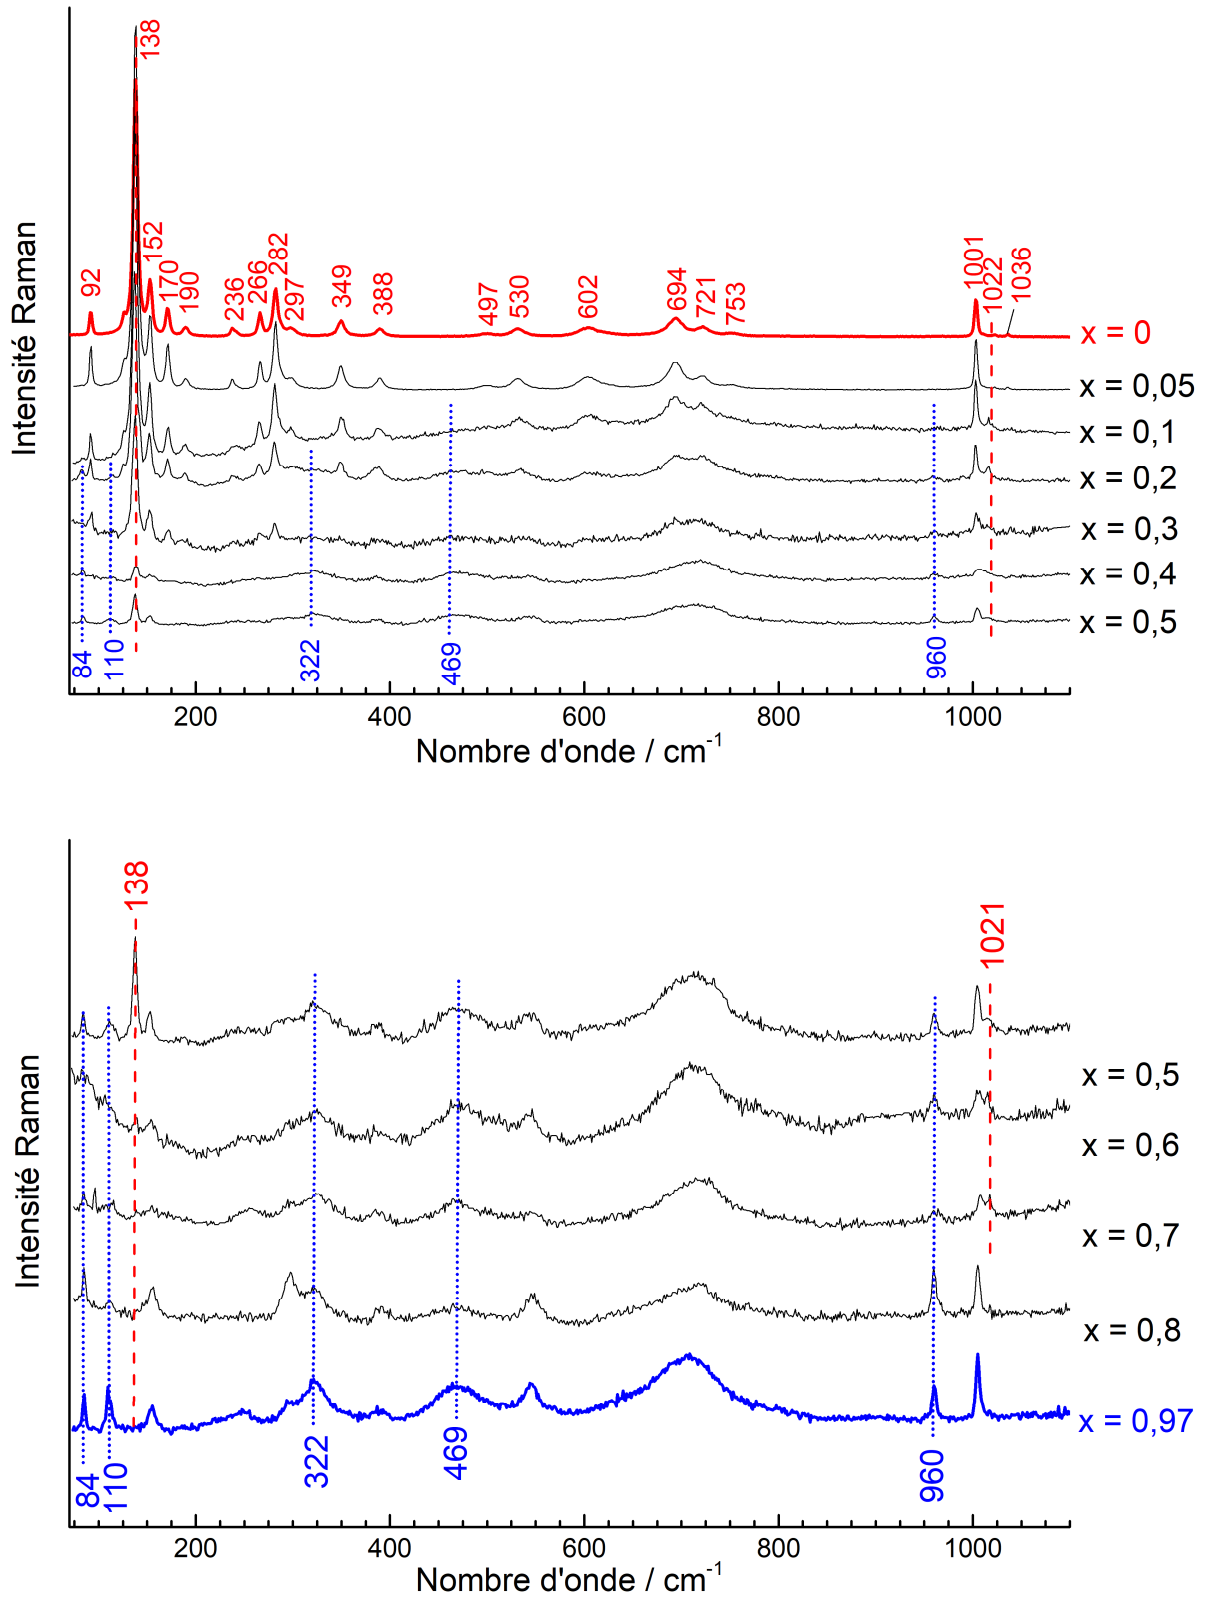 138
92
152
170
190
236
266
282
297
349
388
497
530
602
694
721
753
1001
1022
1036
x = 0
x = 0,05
x = 0,1
x = 0,2
x = 0,3
x = 0,4
x = 0,5
Intensité Raman
84
110
322
469
960
200
400
600
800
1000
Nombre d'onde / cm⁻¹
138
1021
x = 0,5
x = 0,6
x = 0,7
x = 0,8
x = 0,97
Intensité Raman
84
110
322
469
960
200
400
600
800
1000
Nombre d'onde / cm⁻¹